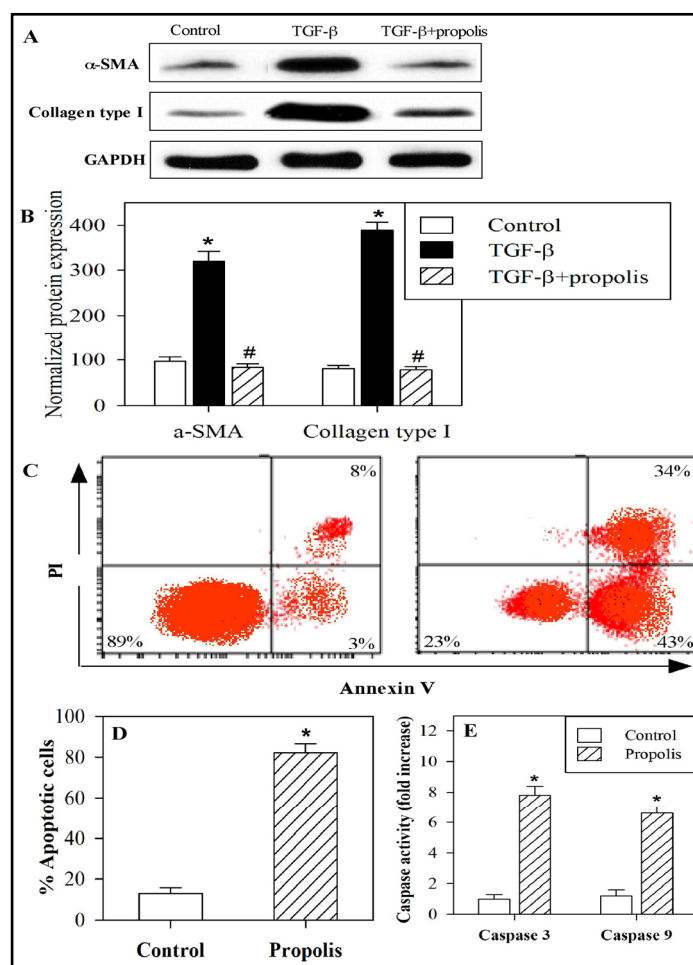 A
Control TGF-β TGF-β+propolis
α-SMA
Collagen type I
GAPDH
B
Normalized protein expression
400
300
200
100
0
* # * #
Control
TGF-β
TGF-β+propolis
a-SMA Collagen type I
C
PI
8%
89% 3%
34%
23% 43%
Annexin V
D
% Apoptotic cells
100
80
60
40
20
0
*
Control Propolis
E
Caspase activity (fold increase)
12
10
8
6
4
2
0
* *
Control
Propolis
Caspase 3 Caspase 9